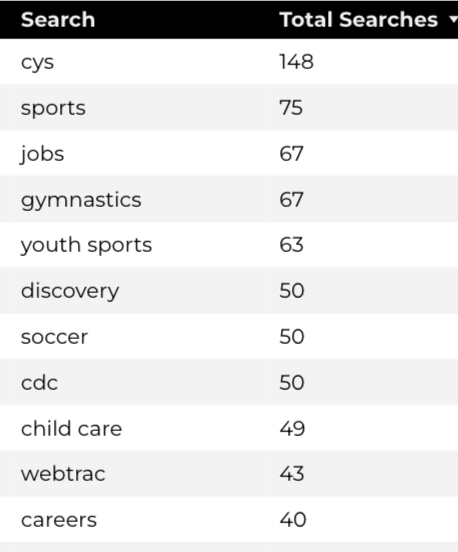 Search Total Searches ▼
cys 148
sports 75
jobs 67
gymnastics 67
youth sports 63
discovery 50
soccer 50
cdc 50
child care 49
webtrac 43
careers 40